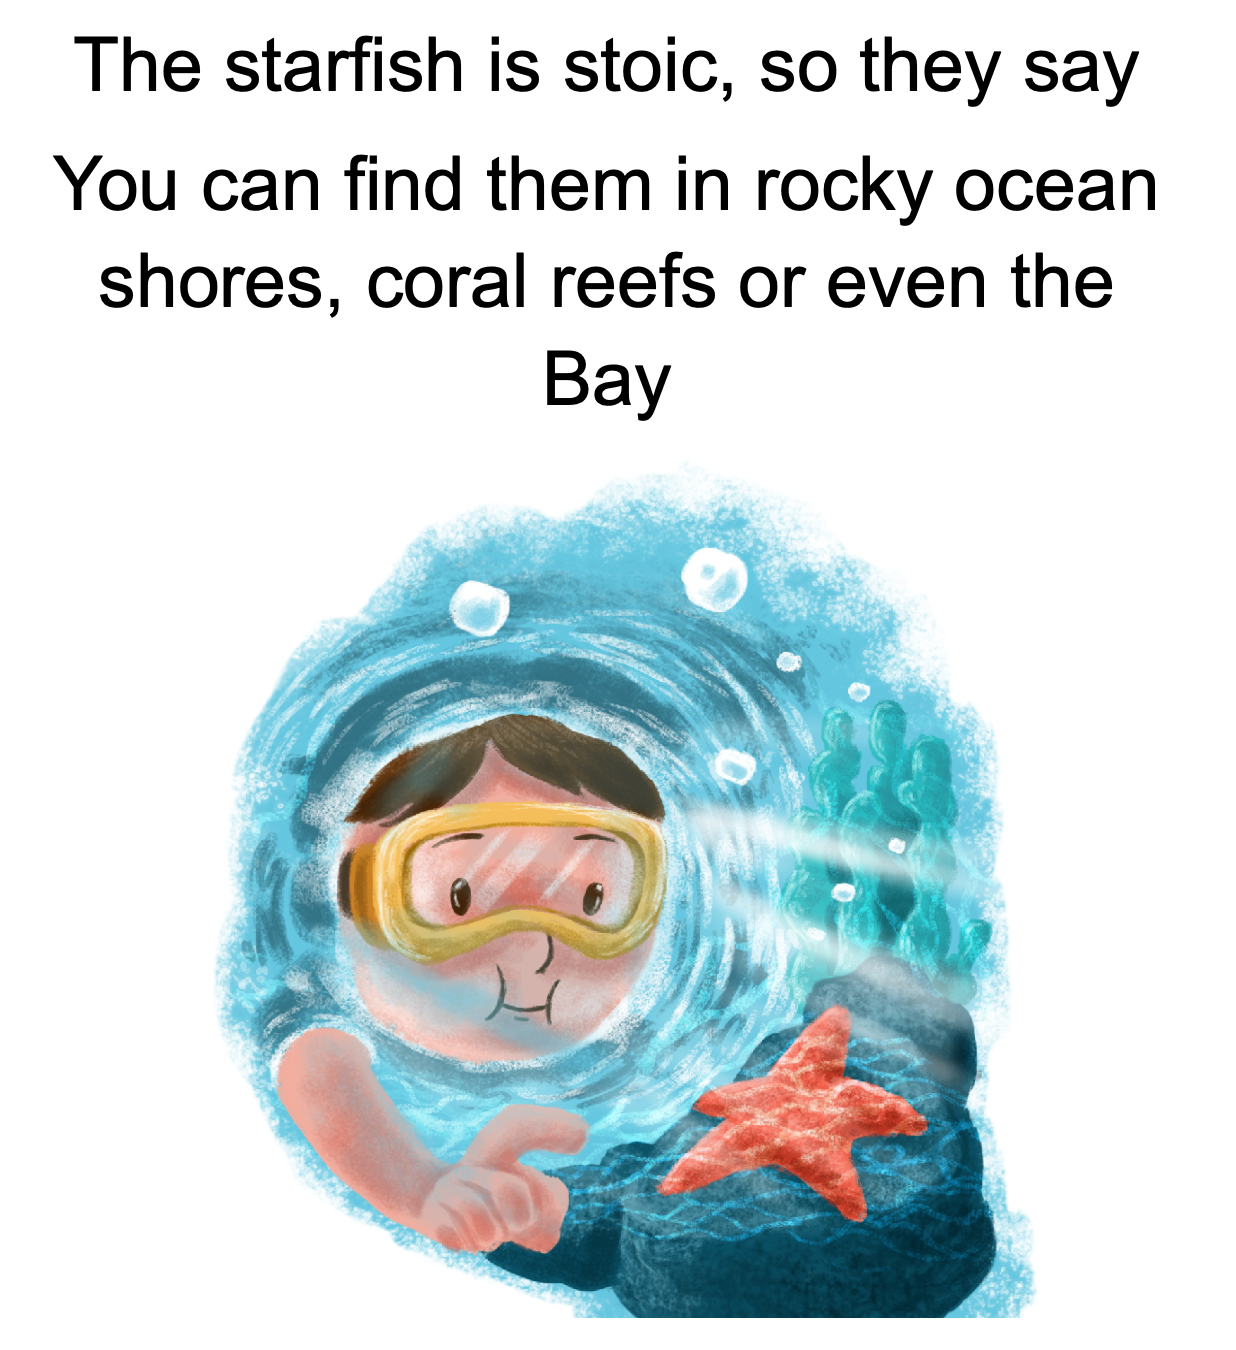 The starfish is stoic, so they say
You can find them in rocky ocean
shores, coral reefs or even the
Bay